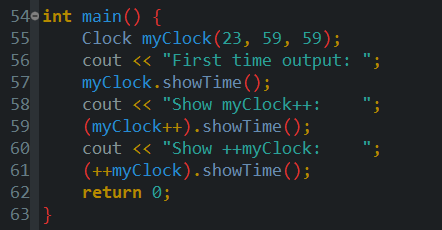 54 int main() {
55     Clock myClock(23, 59, 59);
56     cout << "First time output: ";
57     myClock.showTime();
58     cout << "Show myClock++:    ";
59     (myClock++).showTime();
60     cout << "Show ++myClock:    ";
61     (++myClock).showTime();
62     return 0;
63 }